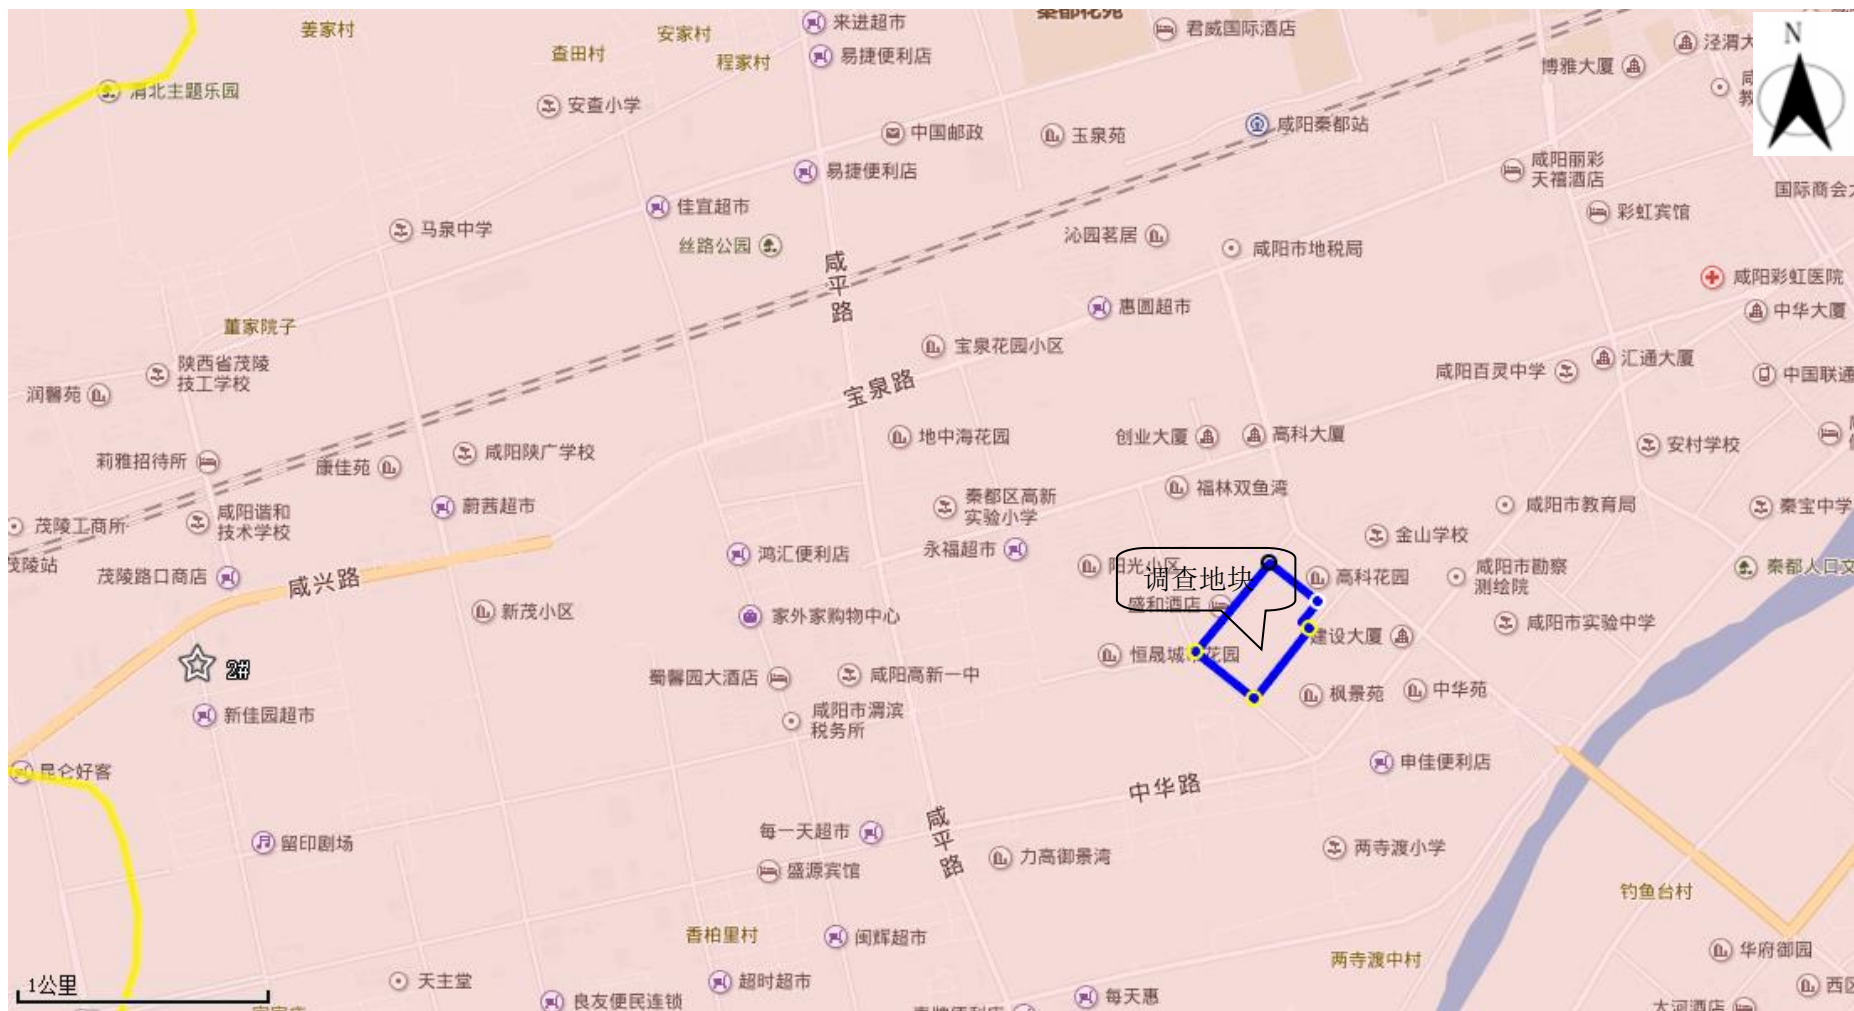 姜家村
安家村
来进超市
秦都花苑
君威国际酒店
查田村
程家村
易捷便利店
泾渭大
N
博雅大厦
渭北主题乐园
安查小学
中国邮政
玉泉苑
咸阳秦都站
易捷便利店
咸阳丽彩
天禧酒店
国际商会
马泉中学
佳宜超市
彩虹宾馆
丝路公园
咸平路
沁园茗居
咸阳市地税局
咸阳彩虹医院
惠圆超市
中华大厦
董家院子
宝泉花园小区
陕西省茂陵
技工学校
咸阳百灵中学
汇通大厦
中国联通
润馨苑
宝泉路
地中海花园
创业大厦
高科大厦
安村学校
莉雅招待所
康佳苑
咸阳陕广学校
福林双鱼湾
蔚茜超市
秦都区高新
实验小学
咸阳市教育局
秦宝中学
茂陵工商所
咸阳谐和
技术学校
金山学校
茂陵站
鸿汇便利店
永福超市
阳光小区
调查地块
高科花园
咸阳市勘察
测绘院
秦都人口文
茂陵路口商店
咸兴路
新茂小区
家外家购物中心
盛和酒店
建设大厦
咸阳市实验中学
2#
恒晟城市花园
蜀馨园大酒店
咸阳高新一中
枫景苑
中华苑
新佳园超市
咸阳市渭滨
税务所
昆仑好客
申佳便利店
中华路
留印剧场
每一天超市
咸平路
力高御景湾
两寺渡小学
盛源宾馆
钓鱼台村
香柏里村
闽辉超市
两寺渡中村
华府御园
1公里
天主堂
超时超市
西区
良友便民连锁
每天惠
大河酒店